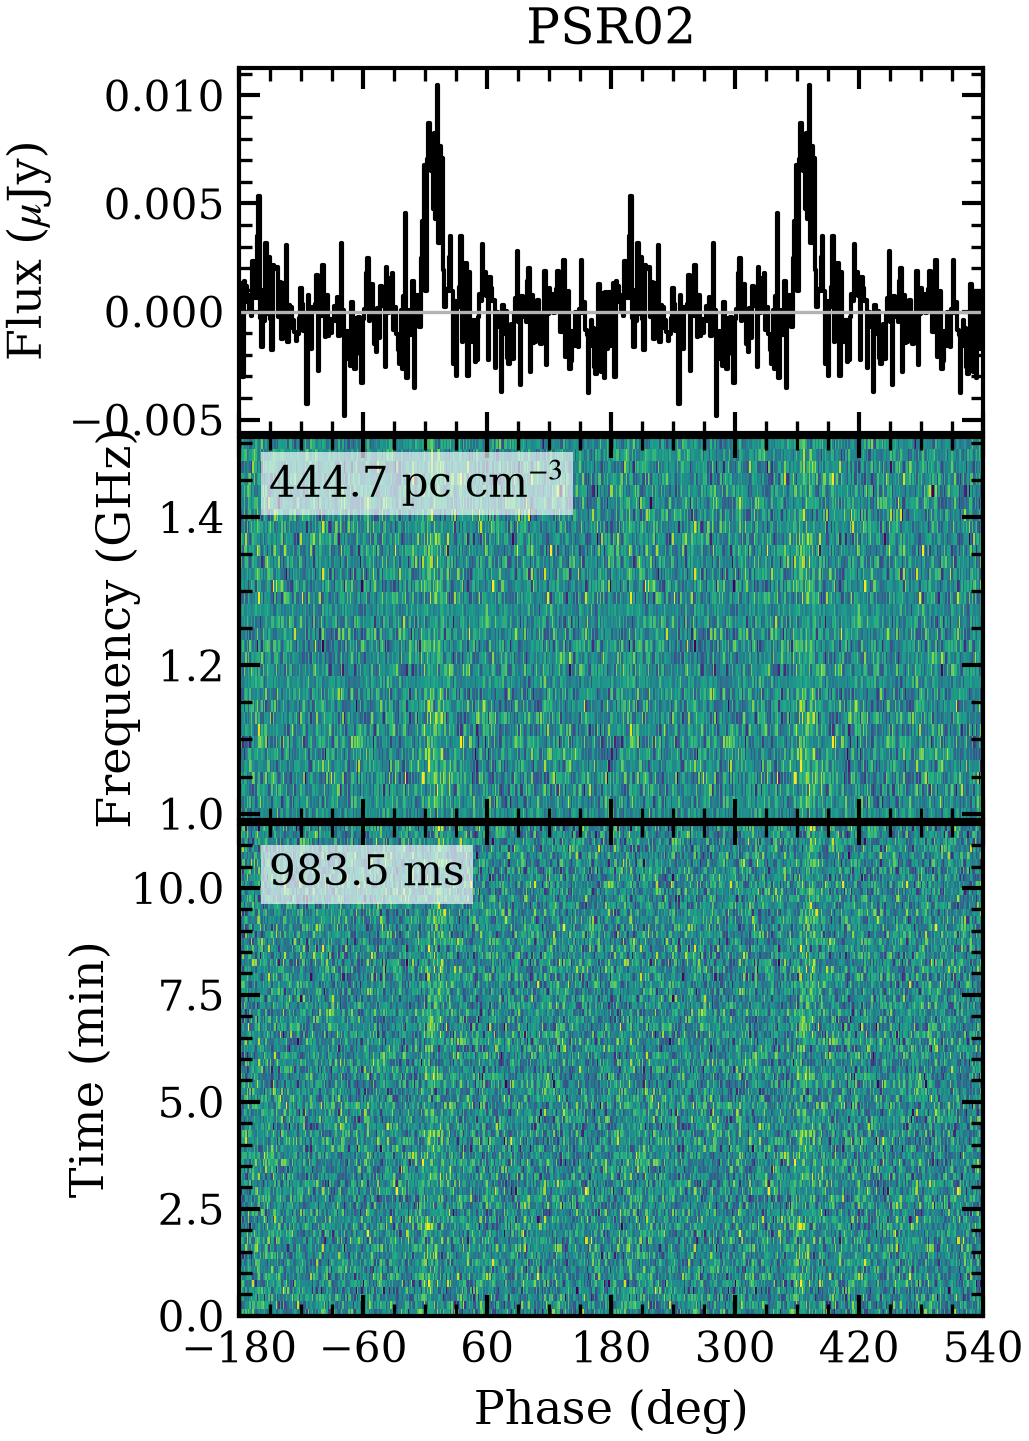 PSR02
0.010
0.005
0.000
−0.005
Flux (μJy)
444.7 pc cm⁻³
1.4
1.2
1.0
Frequency (GHz)
983.5 ms
10.0
7.5
5.0
2.5
0.0
Time (min)
−180 −60 60 180 300 420 540
Phase (deg)